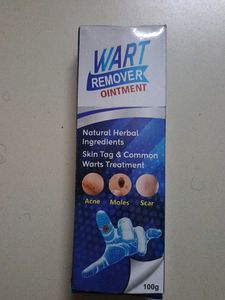 WART
REMOVER
OINTMENT
Natural Herbal
Ingredients
Skin Tag & Common
Warts Treatment
Acne Moles Scar
100g